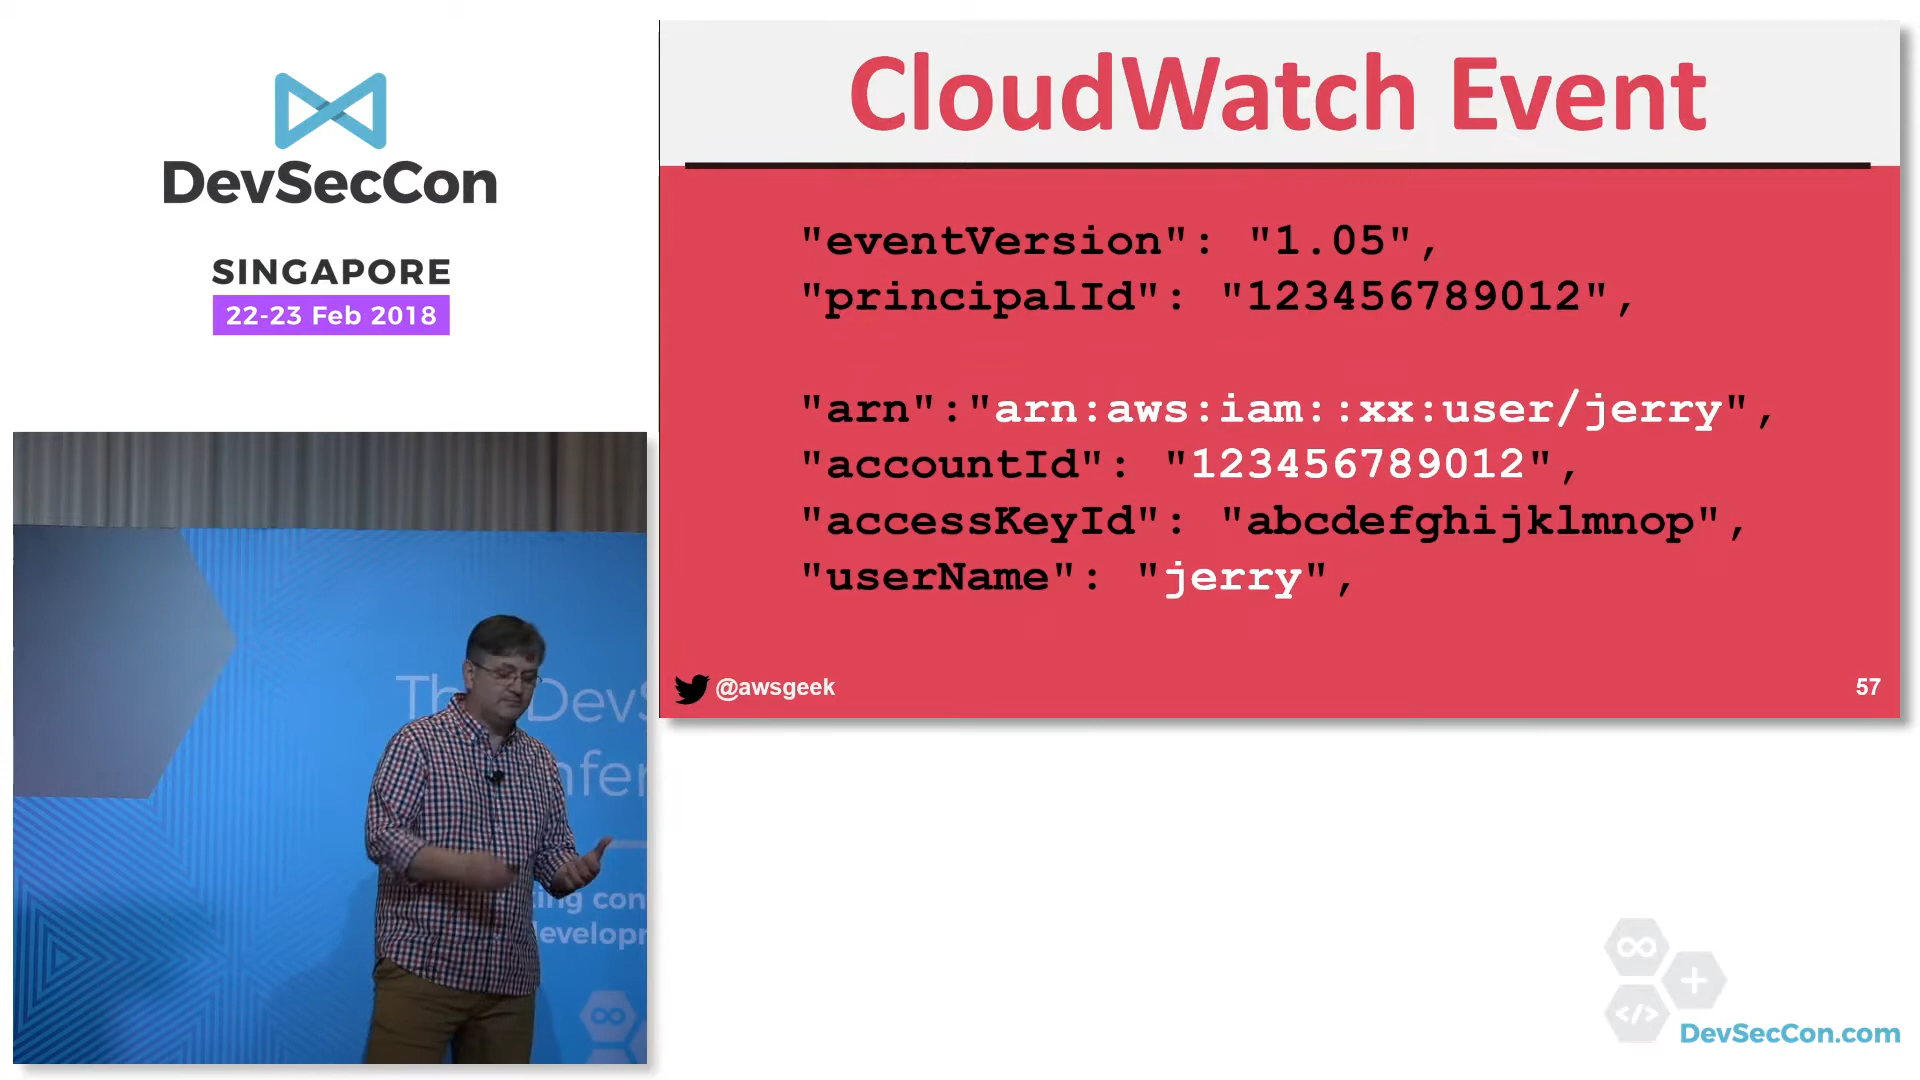 DevSecCon
SINGAPORE
22-23 Feb 2018
CloudWatch Event
"eventVersion": "1.05",
"principalId": "123456789012",
"arn":"arn:aws:iam::xx:user/jerry",
"accountId": "123456789012",
"accessKeyId": "abcdefghijklmnop",
"userName": "jerry",
@awsgeek
57
DevSecCon.com